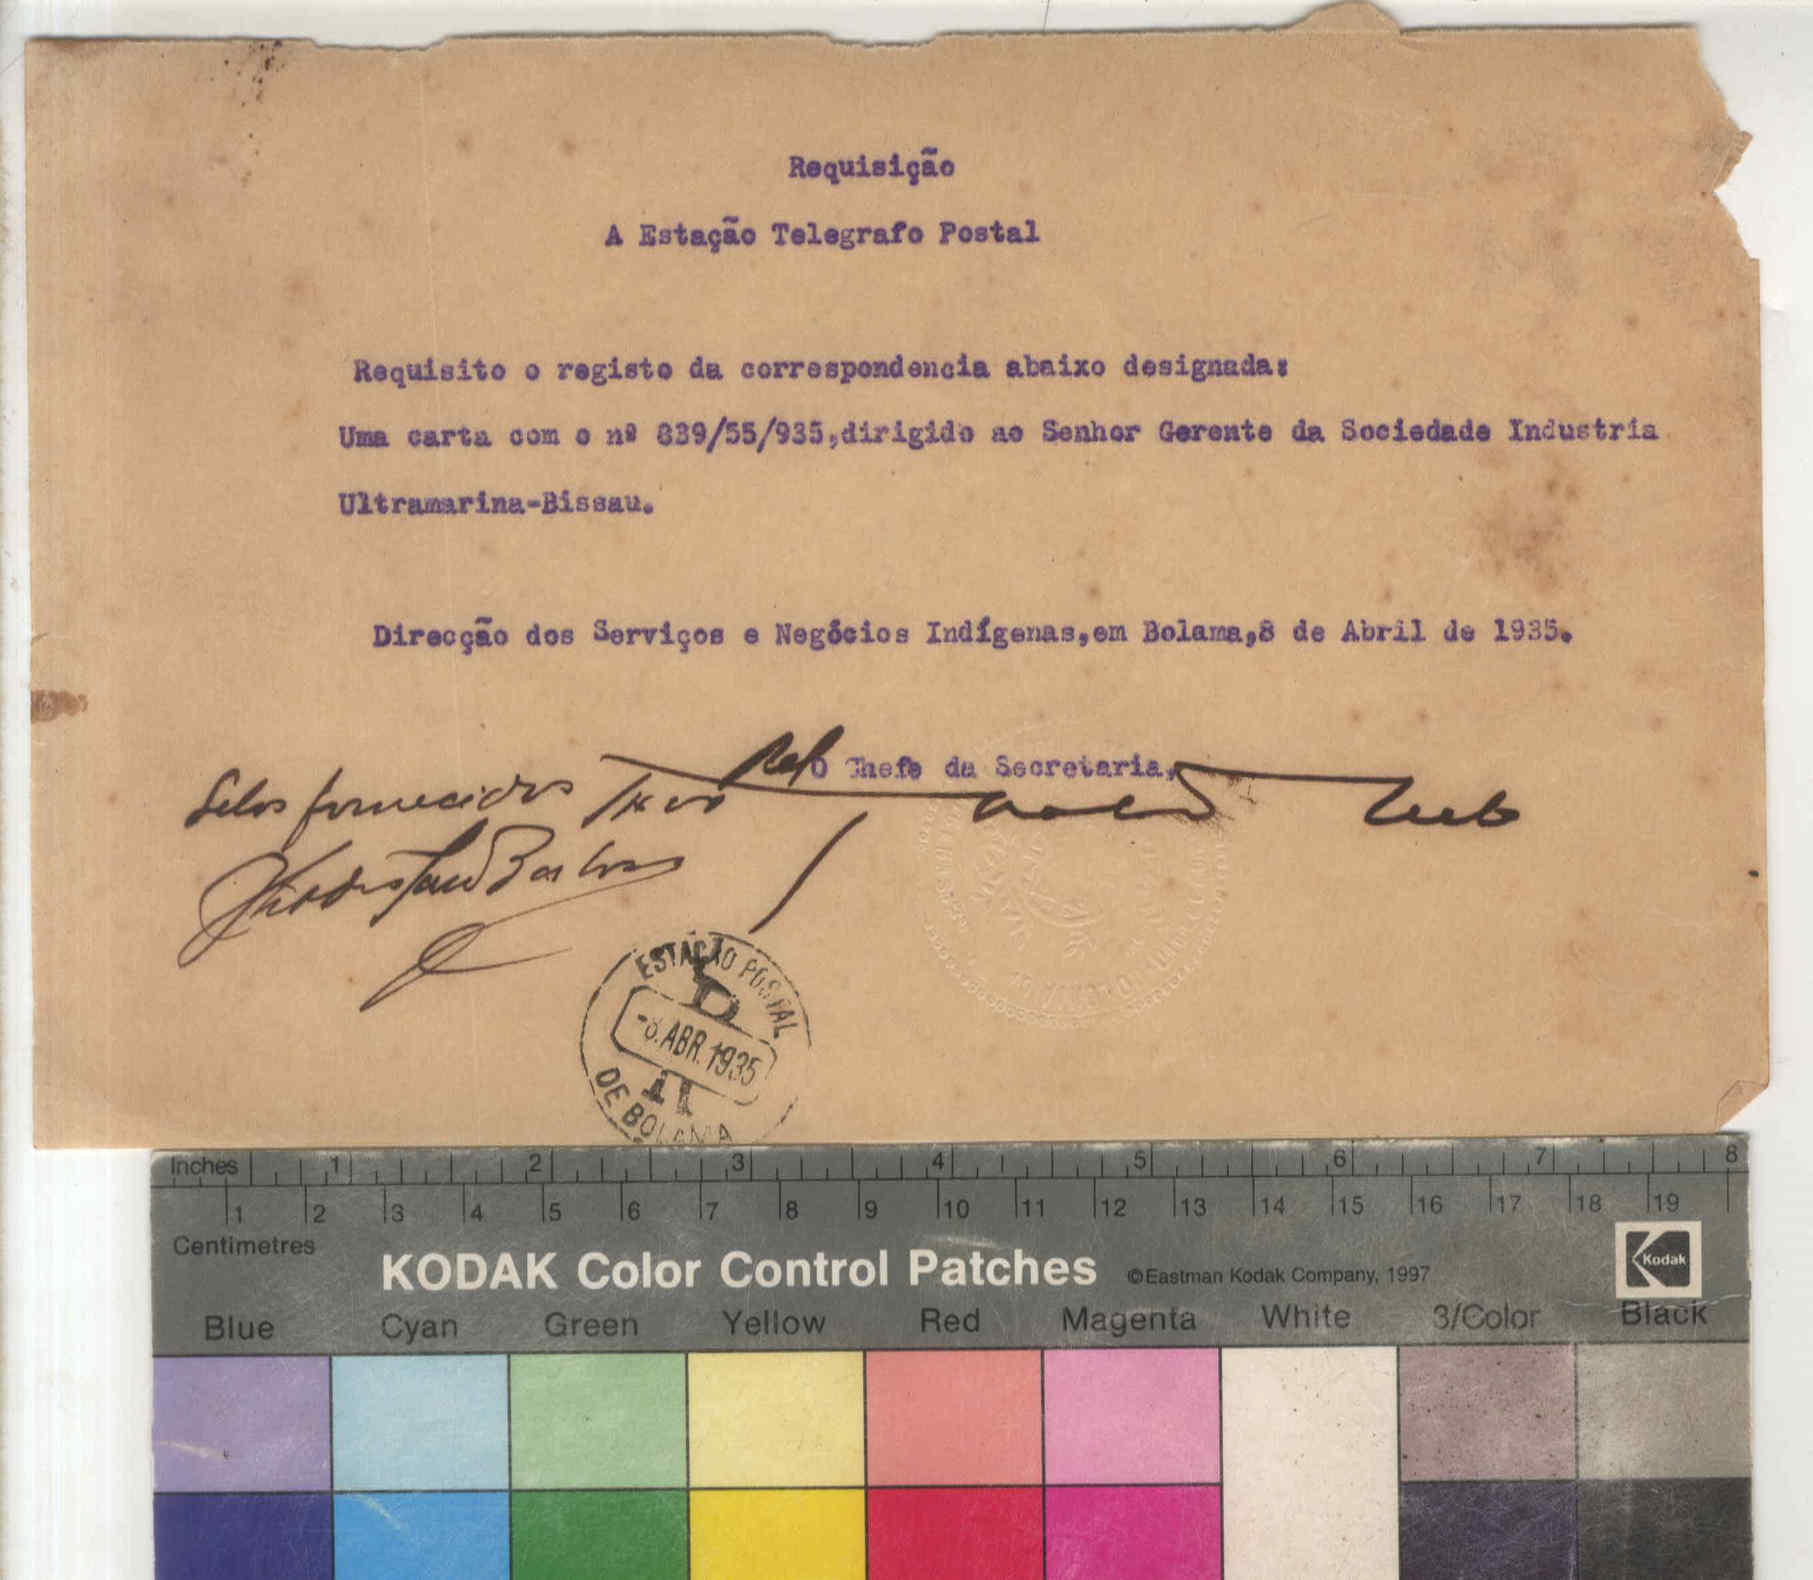 Requisição
A Estação Telegrafo Postal
Requisito o registo da correspondencia abaixo designada:
Uma carta com o nº 839/55/935,dirigido ao Senhor Gerente da Sociedade Industria
Ultramarina-Bissau.
Direcção dos Serviços e Negócios Indígenas,em Bolama,8 de Abril de 1935.
O Chefe da Secretaria,
Selos fornecidos
ESTAÇÃO POSTAL
-8.ABR.1935
DE BOLAMA
Inches 1 2 3 4 5 6 7 8
1 2 3 4 5 6 7 8 9 10 11 12 13 14 15 16 17 18 19
Centimetres
KODAK Color Control Patches ©Eastman Kodak Company, 1997 Kodak
Blue Cyan Green Yellow Red Magenta White 3/Color Black